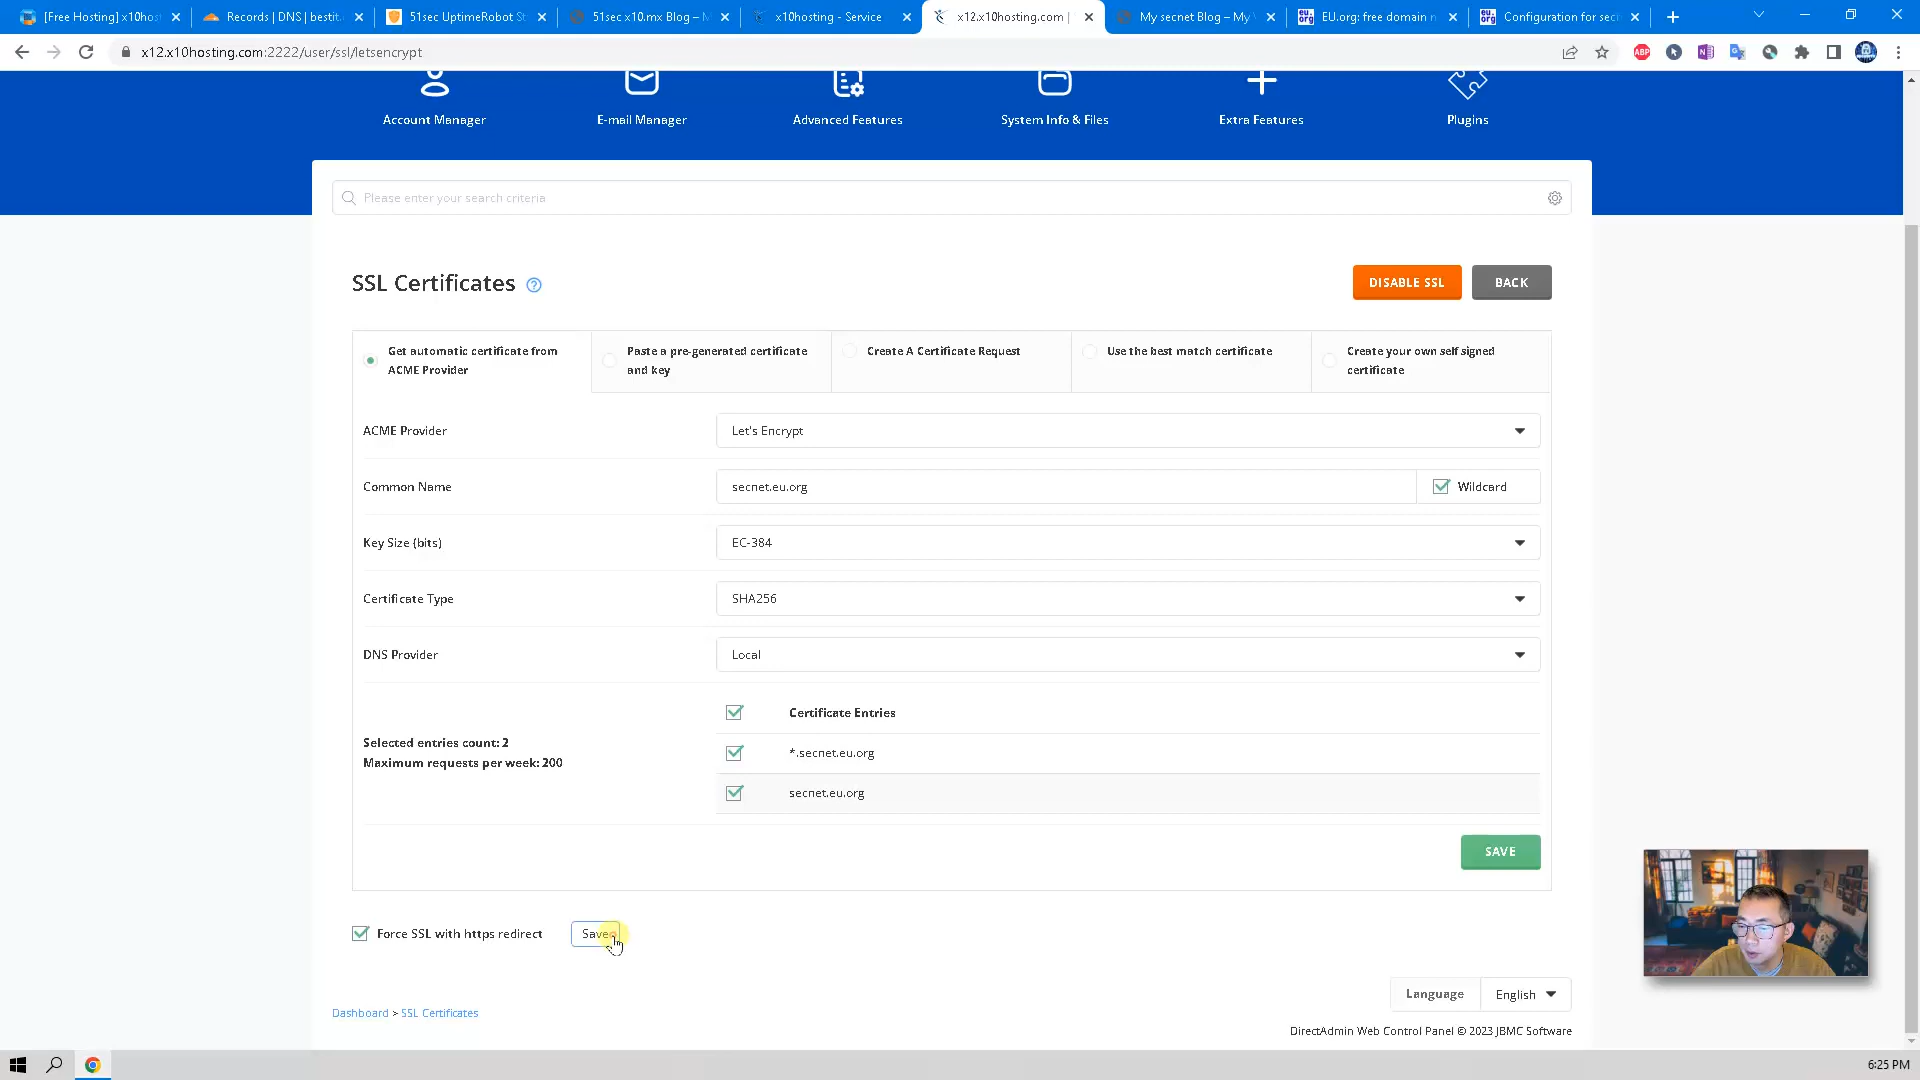 [Free Hosting] x10host
Records | DNS | bestit.
51sec UptimeRobot St
51sec x10.mx Blog – M
x10hosting - Service
x12.x10hosting.com |
My secnet Blog – My
EU.org: free domain n
Configuration for sec
x12.x10hosting.com:2222/user/ssl/letsencrypt
ABP
Account Manager
E-mail Manager
Advanced Features
System Info & Files
Extra Features
Plugins
Please enter your search criteria
SSL Certificates
DISABLE SSL
BACK
Get automatic certificate from
ACME Provider
Paste a pre-generated certificate
and key
Create A Certificate Request
Use the best match certificate
Create your own self signed
certificate
ACME Provider
Let's Encrypt
Common Name
secnet.eu.org
Wildcard
Key Size (bits)
EC-384
Certificate Type
SHA256
DNS Provider
Local
Selected entries count: 2
Maximum requests per week: 200
Certificate Entries
*.secnet.eu.org
secnet.eu.org
SAVE
Force SSL with https redirect
Save
Language
English
Dashboard > SSL Certificates
DirectAdmin Web Control Panel © 2023 JBMC Software
6:25 PM